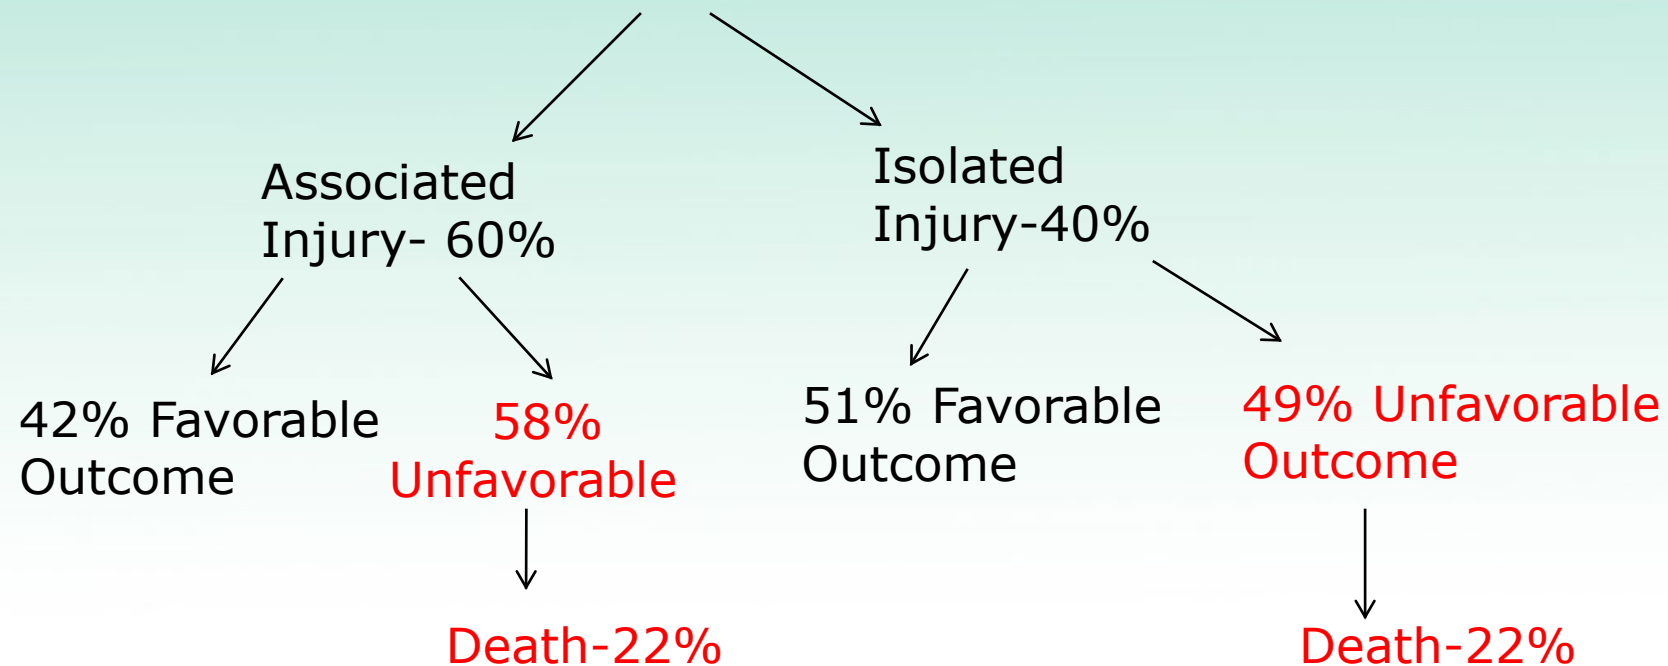 Associated
Injury- 60%
Isolated
Injury-40%
42% Favorable
Outcome
58%
Unfavorable
51% Favorable
Outcome
49% Unfavorable
Outcome
Death-22%
Death-22%